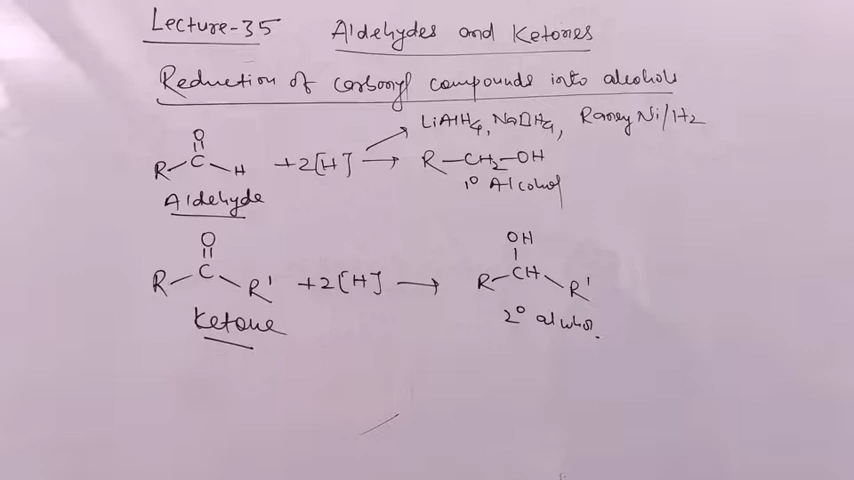 Lecture-35 Aldehydes and Ketones
Reduction of carbonyl compounds into alcohols
LiAlH4, NaBH4, Raney Ni/H2
O
R—C—H +2[H] → R—CH2—OH
Aldehyde 1° Alcohol
O OH
R—C—R' +2[H] → R—CH—R'
Ketone 2° alcohol.